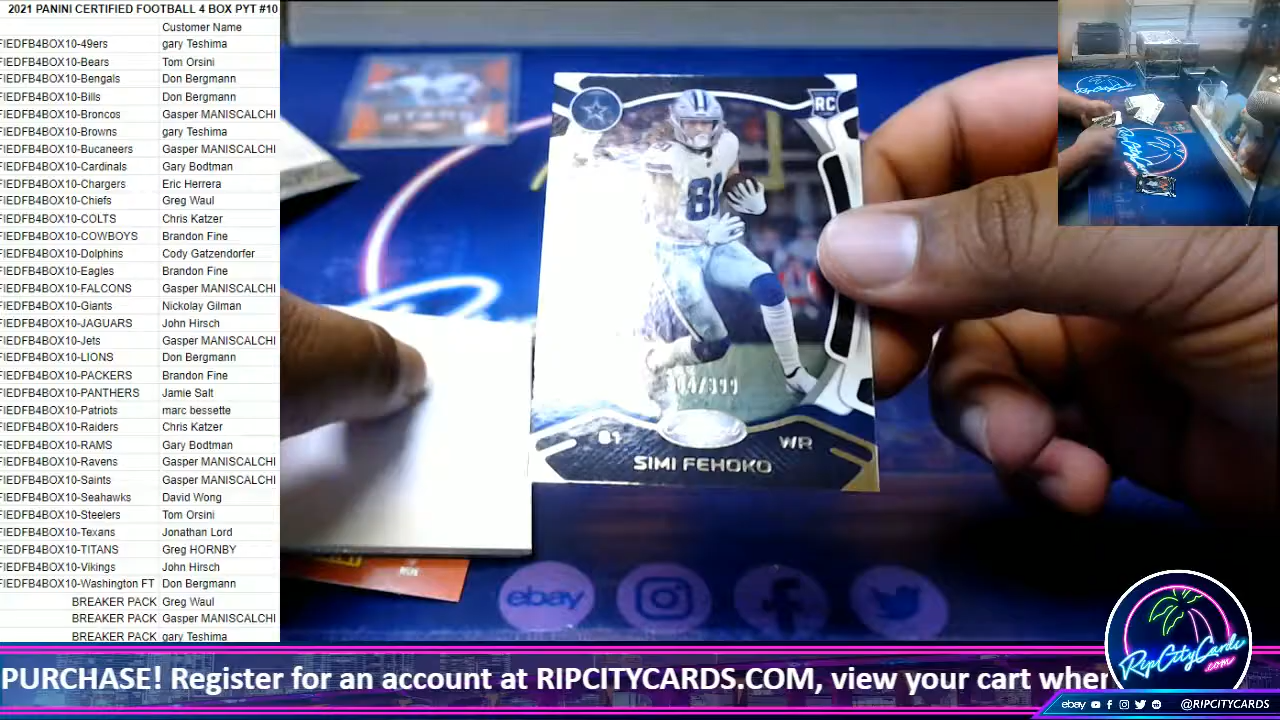 2021 PANINI CERTIFIED FOOTBALL 4 BOX PYT #10
Customer Name
FIEDFB4BOX10-49ers gary Teshima
FIEDFB4BOX10-Bears Tom Orsini
FIEDFB4BOX10-Bengals Don Bergmann
FIEDFB4BOX10-Bills Don Bergmann
FIEDFB4BOX10-Broncos Gasper MANISCALCHI
FIEDFB4BOX10-Browns gary Teshima
FIEDFB4BOX10-Bucaneers Gasper MANISCALCHI
FIEDFB4BOX10-Cardinals Gary Bodtman
FIEDFB4BOX10-Chargers Eric Herrera
FIEDFB4BOX10-Chiefs Greg Waul
FIEDFB4BOX10-COLTS Chris Katzer
FIEDFB4BOX10-COWBOYS Brandon Fine
FIEDFB4BOX10-Dolphins Cody Gatzendorfer
FIEDFB4BOX10-Eagles Brandon Fine
FIEDFB4BOX10-FALCONS Gasper MANISCALCHI
FIEDFB4BOX10-Giants Nickolay Gilman
FIEDFB4BOX10-JAGUARS John Hirsch
FIEDFB4BOX10-Jets Gasper MANISCALCHI
FIEDFB4BOX10-LIONS Don Bergmann
FIEDFB4BOX10-PACKERS Brandon Fine
FIEDFB4BOX10-PANTHERS Jamie Salt
FIEDFB4BOX10-Patriots marc bessette
FIEDFB4BOX10-Raiders Chris Katzer
FIEDFB4BOX10-RAMS Gary Bodtman
FIEDFB4BOX10-Ravens Gasper MANISCALCHI
FIEDFB4BOX10-Saints Gasper MANISCALCHI
FIEDFB4BOX10-Seahawks David Wong
FIEDFB4BOX10-Steelers Tom Orsini
FIEDFB4BOX10-Texans Jonathan Lord
FIEDFB4BOX10-TITANS Greg HORNBY
FIEDFB4BOX10-Vikings John Hirsch
FIEDFB4BOX10-Washington FT Don Bergmann
BREAKER PACK Greg Waul
BREAKER PACK Gasper MANISCALCHI
BREAKER PACK gary Teshima
RC
81
/399
81 WR
SIMI FEHOKO
ebay
RipCityCards
.com
PURCHASE! Register for an account at RIPCITYCARDS.COM, view your cart when
ebay @RIPCITYCARDS